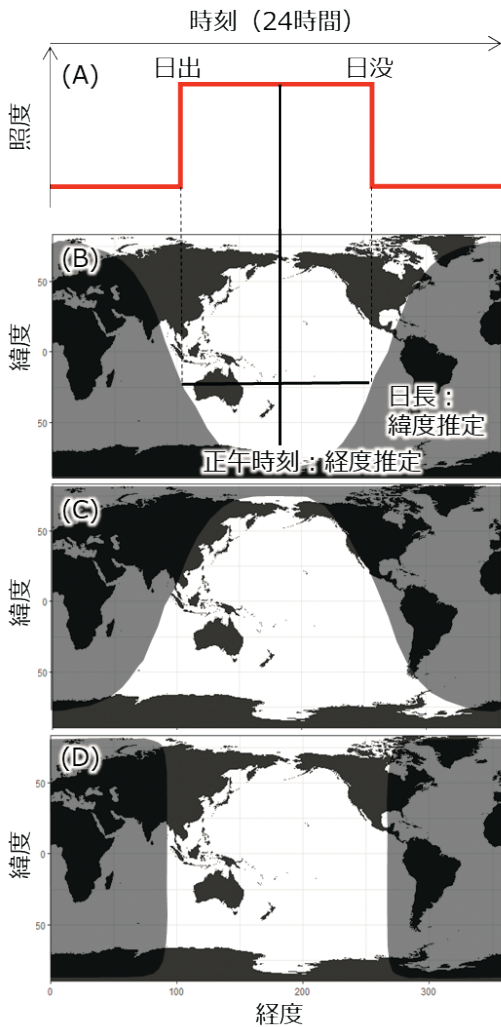 時刻（24時間）
(A)
日出
日没
照度
(B)
50
0
50
緯度
日長：
緯度推定
正午時刻：経度推定
(C)
50
0
50
緯度
(D)
50
0
50
緯度
0
100
200
300
経度